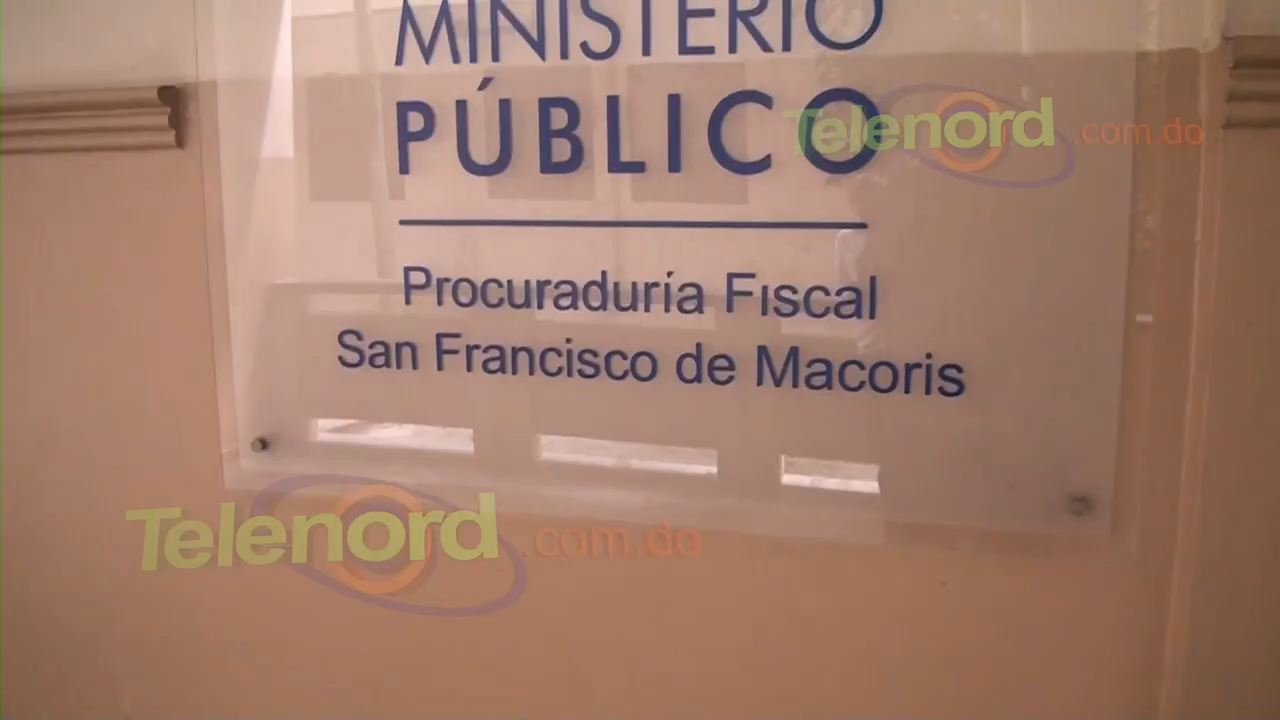 MINISTERIO
PÚBLICO
Telenord.com.do
Procuraduría Fiscal
San Francisco de Macoris
Telenord.com.do